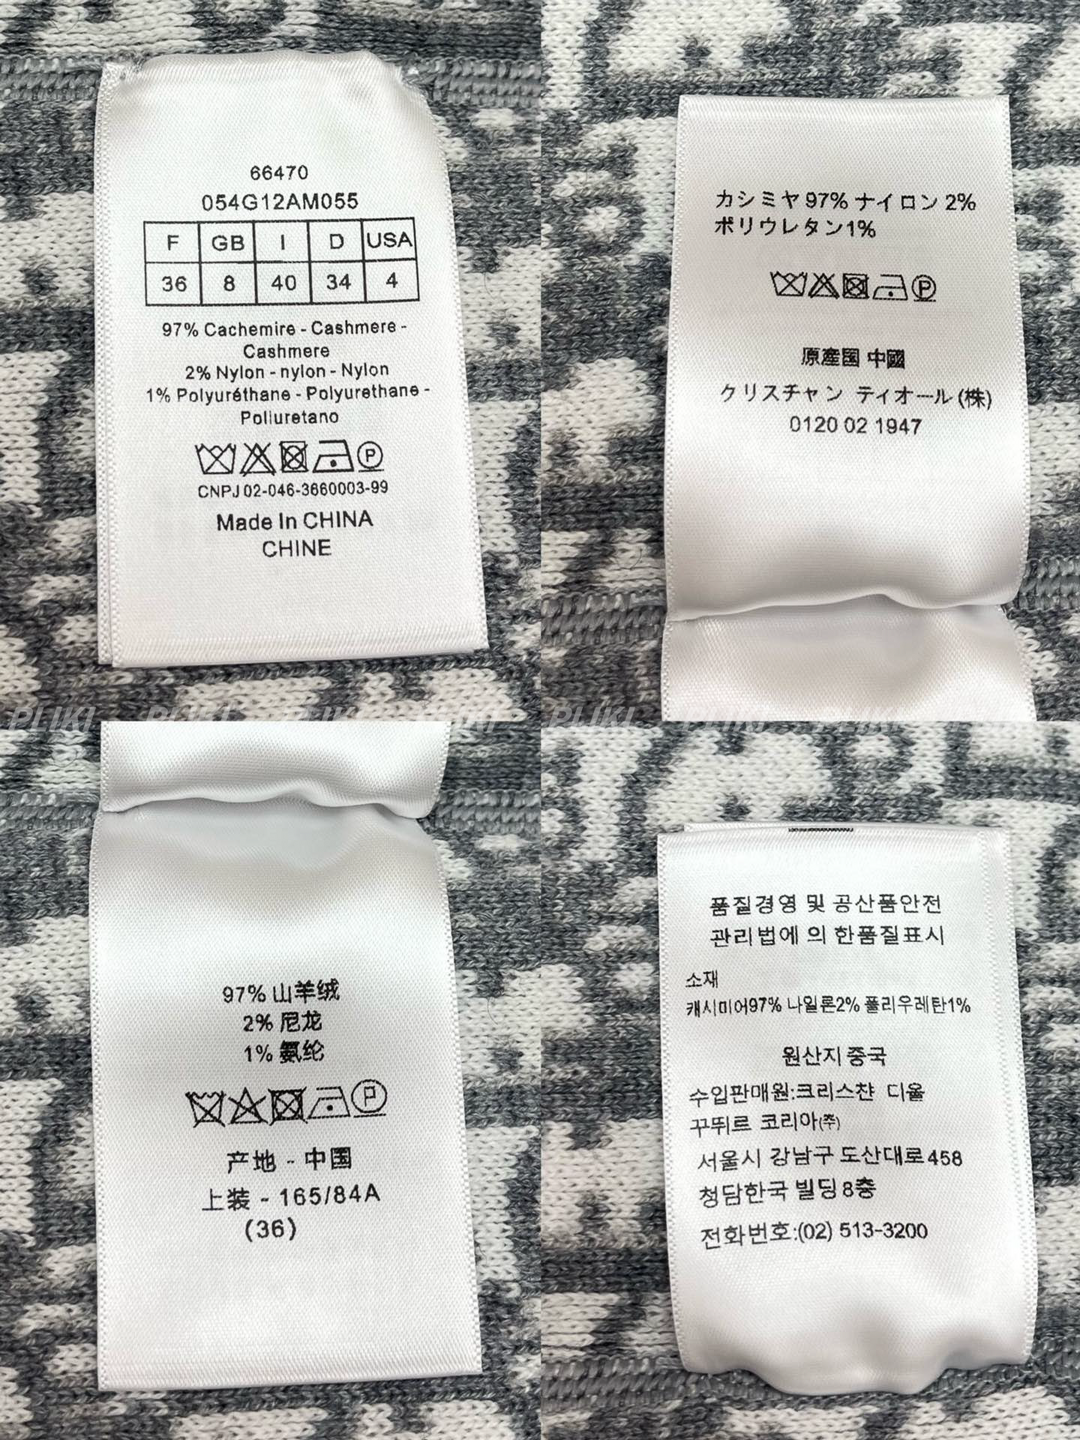 66470
054G12AM055
F GB I D USA
36 8 40 34 4
97% Cachemire - Cashmere -
Cashmere
2% Nylon - nylon - Nylon
1% Polyuréthane - Polyurethane -
Poliuretano
P
CNPJ 02-046-3660003-99
Made In CHINA
CHINE
カシミヤ 97% ナイロン 2%
ポリウレタン1%
P
原産国 中國
クリスチャン ティオール (株)
0120 02 1947
97% 山羊绒
2% 尼龙
1% 氨纶
P
产地 - 中国
上装 - 165/84A
(36)
품질경영 및 공산품안전
관리법에 의 한품질표시
소재
캐시미어97% 나일론2% 폴리우레탄1%
원산지 중국
수입판매원:크리스챤 디올
꾸뛰르 코리아(주)
서울시 강남구 도산대로458
청담한국 빌딩 8층
전화번호:(02) 513-3200